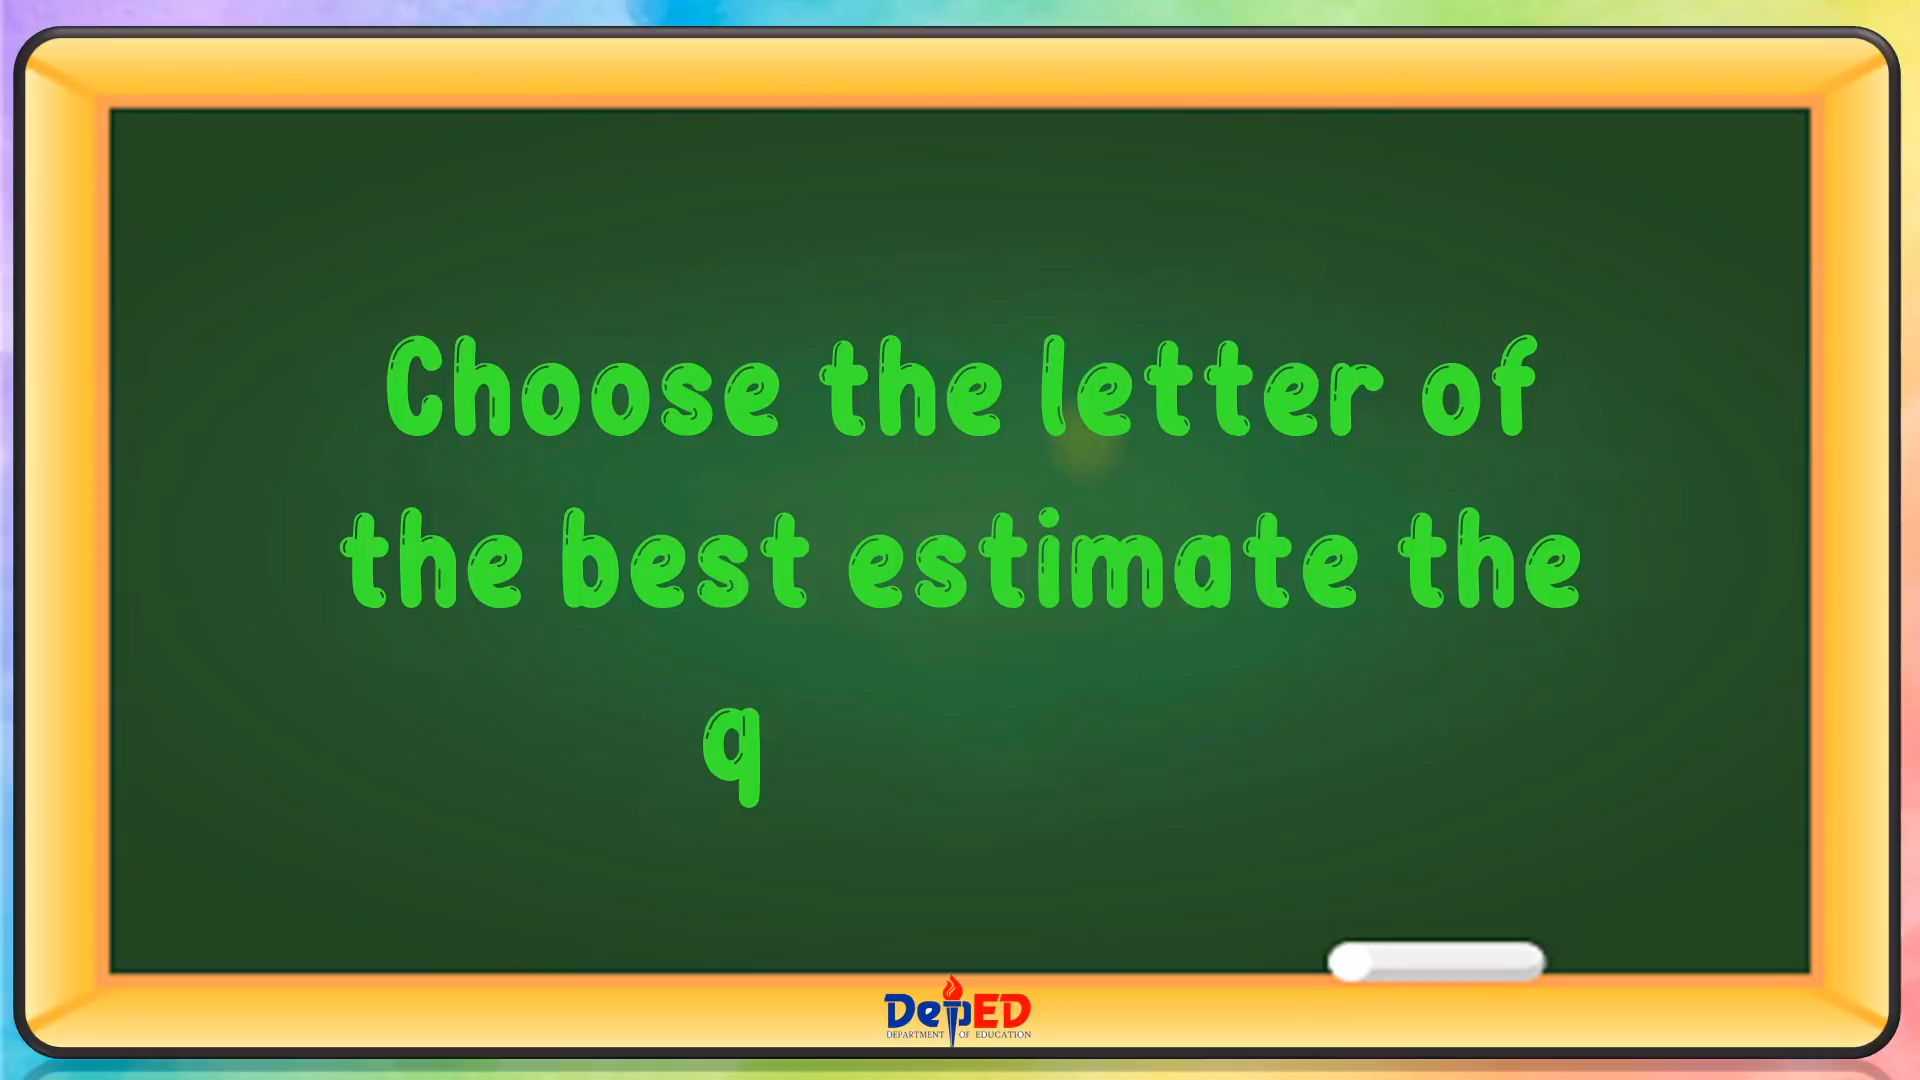 Choose the letter of
the best estimate the
q
DepED
DEPARTMENT OF EDUCATION